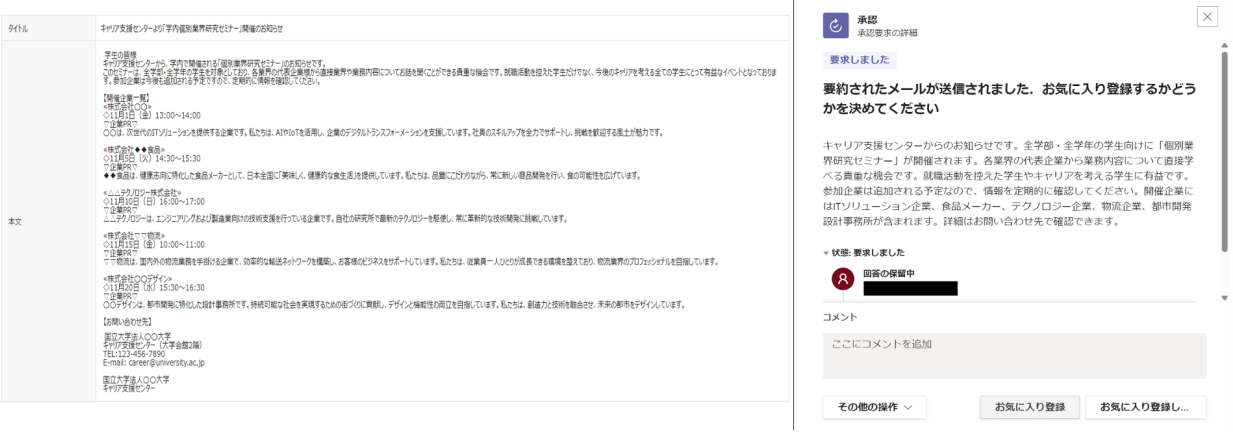 タイトル
キャリア支援センターより「学内個別業界研究セミナー」開催のお知らせ
本文
学生の皆様
キャリア支援センターから、学内で開催される「個別業界研究セミナー」のお知らせです。
このセミナーは、全学部・全学年の学生を対象としており、各業界の代表企業様から直接業界や業務内容についてお話を聞くことができる貴重な機会です。就職活動を控えた学生だけでなく、今後のキャリアを考える全ての学生にとって有益なイベントとなっておりま
す。参加企業は今後も追加される予定ですので、定期的に情報を確認してください。
【開催企業一覧】
≪株式会社〇〇≫
◇11月1日（金）13:00～14:00
▽企業PR▽
〇〇は、次世代のITソリューションを提供する企業です。私たちは、AIやIoTを活用し、企業のデジタルトランスフォーメーションを支援しています。社員のスキルアップを全力でサポートし、挑戦を歓迎する風土が魅力です。
≪株式会社◆◆食品≫
◇11月5日（火）14:30～15:30
▽企業PR▽
◆◆食品は、健康志向に特化した食品メーカーとして、日本全国に「美味しく、健康的な食生活」を提供しています。私たちは、品質にこだわりながら、常に新しい商品開発を行い、食の可能性を広げています。
≪△△テクノロジー株式会社≫
◇11月10日（日）16:00～17:00
▽企業PR▽
△△テクノロジーは、エンジニアリングおよび製造業向けの技術支援を行っている企業です。自社の研究所で最新のテクノロジーを駆使し、常に革新的な技術開発に挑戦しています。
≪株式会社▽▽物流≫
◇11月15日（金）10:00～11:00
▽企業PR▽
▽▽物流は、国内外の物流業務を手掛ける企業で、効率的な輸送ネットワークを構築し、お客様のビジネスをサポートしています。私たちは、従業員一人ひとりが成長できる環境を整えており、物流業界のプロフェッショナルを目指しています。
≪株式会社〇〇デザイン≫
◇11月20日（水）15:30～16:30
▽企業PR▽
〇〇デザインは、都市開発に特化した設計事務所です。持続可能な社会を実現するための街づくりに貢献し、デザインと機能性の両立を目指しています。私たちは、創造力と技術を融合させ、未来の都市をデザインしています。
【お問い合わせ先】
国立大学法人〇〇大学
キャリア支援センター（大学会館2階）
TEL:123-456-7890
E-mail: career@university.ac.jp
国立大学法人〇〇大学
キャリア支援センター
承認
承認要求の詳細
要求しました
要約されたメールが送信されました．お気に入り登録するかどう
かを決めてください
キャリア支援センターからのお知らせです。全学部・全学年の学生向けに「個別業
界研究セミナー」が開催されます。各業界の代表企業から業務内容について直接学
べる貴重な機会です。就職活動を控えた学生やキャリアを考える学生に有益です。
参加企業は追加される予定なので、情報を定期的に確認してください。開催企業に
はITソリューション企業、食品メーカー、テクノロジー企業、物流企業、都市開発
設計事務所が含まれます。詳細はお問い合わせ先で確認できます。
状態: 要求しました
回答の保留中
コメント
ここにコメントを追加
その他の操作
お気に入り登録
お気に入り登録し...